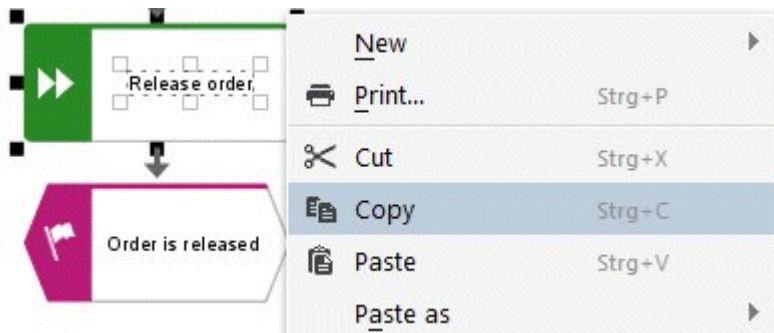 Release order
Order is released
New
Print... Strg+P
Cut Strg+X
Copy Strg+C
Paste Strg+V
Paste as